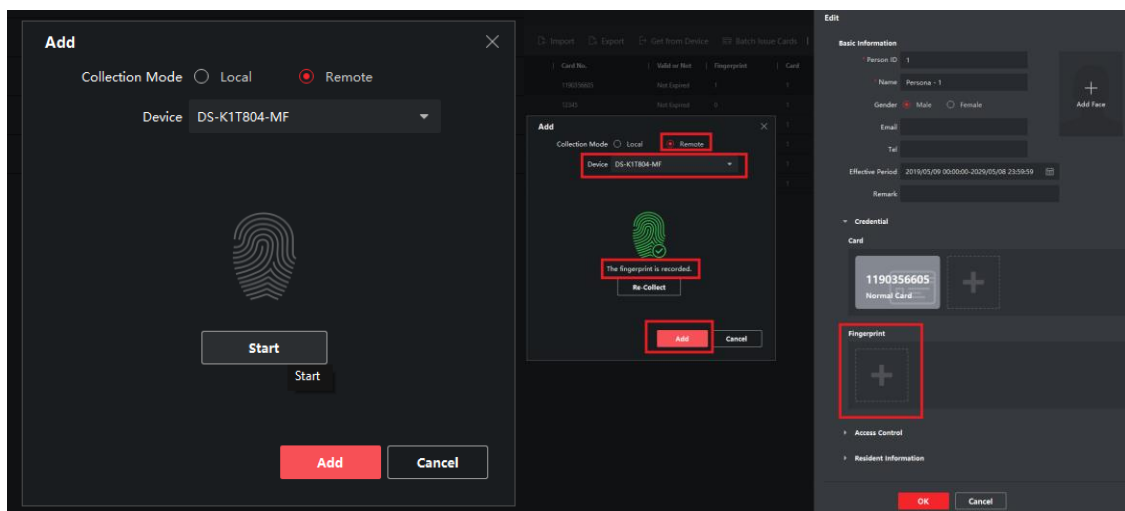 Add
Collection Mode Local Remote
Device DS-K1T804-MF
Start
Start
Add Cancel
Import Export Get from Device Batch Issue Cards
Card No. Valid or Not Fingerprint Card
1190356605 Not Expired 1 1
12345 Not Expired 0 1
1
1
1
Add
Collection Mode Local Remote
Device DS-K1T804-MF
The fingerprint is recorded.
Re-Collect
Add Cancel
Edit
Basic Information
* Person ID 1
* Name Persona - 1
Gender Male Female
Add Face
Email
Tel
Effective Period 2019/05/09 00:00:00-2029/05/08 23:59:59
Remark
Credential
Card
1190356605
Normal Card
Fingerprint
Access Control
Resident Information
OK Cancel